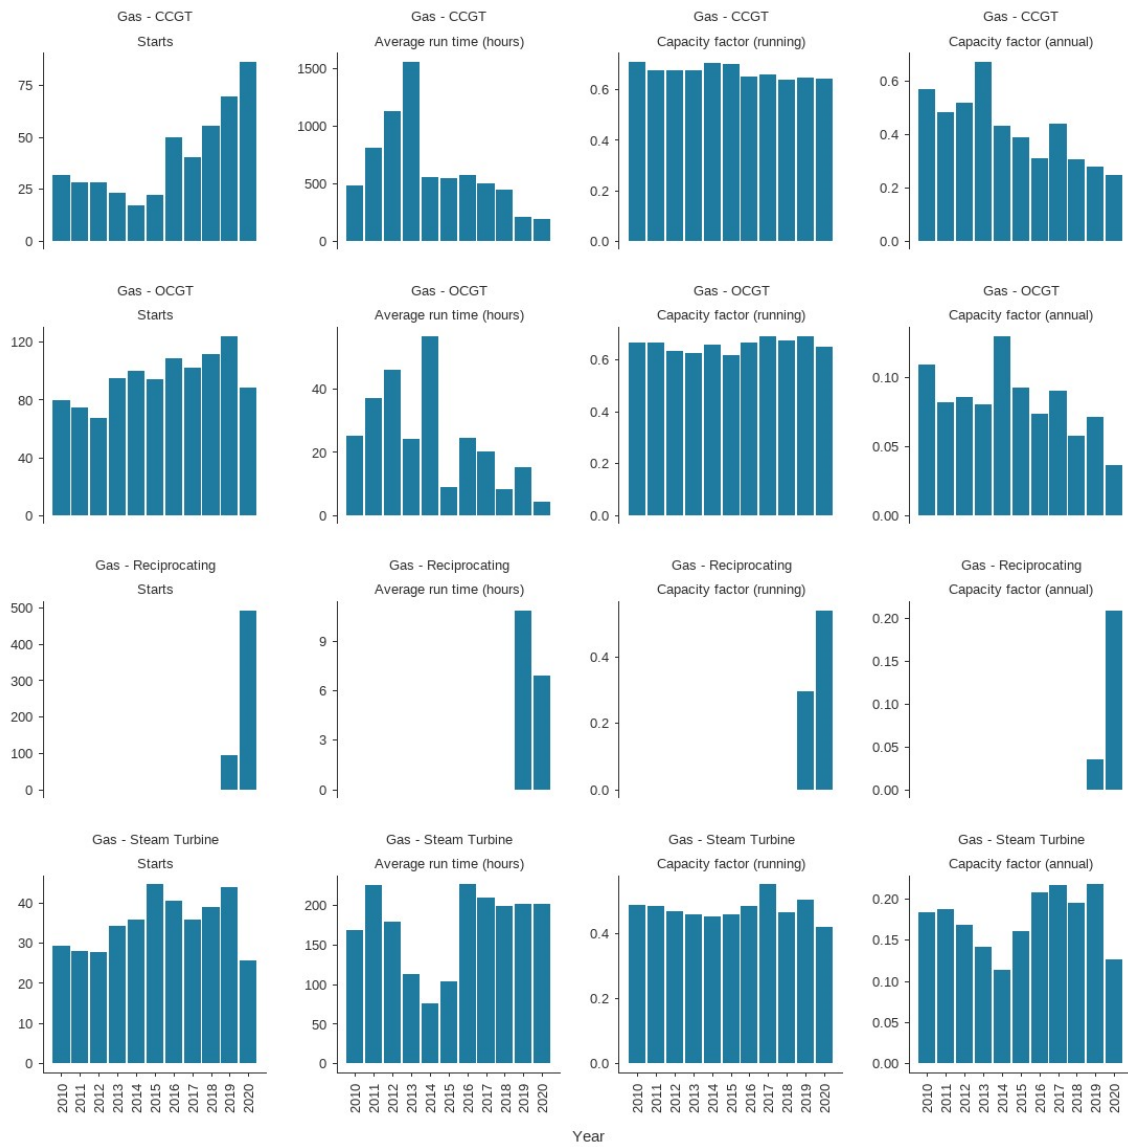 Gas - CCGT
Starts
75
50
25
0
Gas - CCGT
Average run time (hours)
1500
1000
500
0
Gas - CCGT
Capacity factor (running)
0.6
0.4
0.2
0.0
Gas - CCGT
Capacity factor (annual)
0.6
0.4
0.2
0.0
Gas - OCGT
Starts
120
80
40
0
Gas - OCGT
Average run time (hours)
40
20
0
Gas - OCGT
Capacity factor (running)
0.6
0.4
0.2
0.0
Gas - OCGT
Capacity factor (annual)
0.10
0.05
0.00
Gas - Reciprocating
Starts
500
400
300
200
100
0
Gas - Reciprocating
Average run time (hours)
9
6
3
0
Gas - Reciprocating
Capacity factor (running)
0.4
0.2
0.0
Gas - Reciprocating
Capacity factor (annual)
0.20
0.15
0.10
0.05
0.00
Gas - Steam Turbine
Starts
40
30
20
10
0
2010 2011 2012 2013 2014 2015 2016 2017 2018 2019 2020
Gas - Steam Turbine
Average run time (hours)
200
150
100
50
0
2010 2011 2012 2013 2014 2015 2016 2017 2018 2019 2020
Gas - Steam Turbine
Capacity factor (running)
0.4
0.2
0.0
2010 2011 2012 2013 2014 2015 2016 2017 2018 2019 2020
Gas - Steam Turbine
Capacity factor (annual)
0.20
0.15
0.10
0.05
0.00
2010 2011 2012 2013 2014 2015 2016 2017 2018 2019 2020
Year